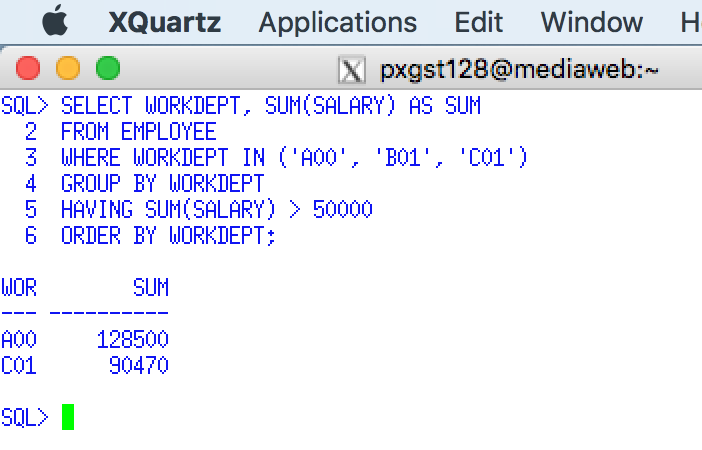 XQuartz Applications Edit Window
pxgst128@mediaweb:~
SQL> SELECT WORKDEPT, SUM(SALARY) AS SUM
2 FROM EMPLOYEE
3 WHERE WORKDEPT IN ('A00', 'B01', 'C01')
4 GROUP BY WORKDEPT
5 HAVING SUM(SALARY) > 50000
6 ORDER BY WORKDEPT;
WOR SUM
--- ----------
A00 128500
C01 90470
SQL>